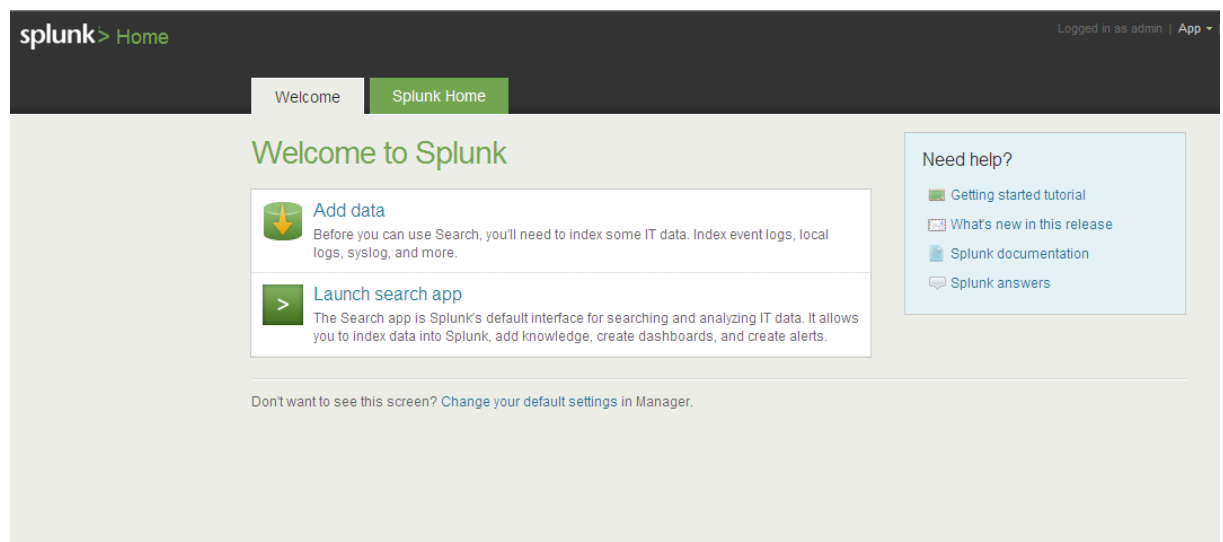 splunk> Home
Logged in as admin | App
Welcome
Splunk Home
Welcome to Splunk
Add data
Before you can use Search, you'll need to index some IT data. Index event logs, local
logs, syslog, and more.
>
Launch search app
The Search app is Splunk's default interface for searching and analyzing IT data. It allows
you to index data into Splunk, add knowledge, create dashboards, and create alerts.
Need help?
Getting started tutorial
What's new in this release
Splunk documentation
Splunk answers
Don't want to see this screen? Change your default settings in Manager.